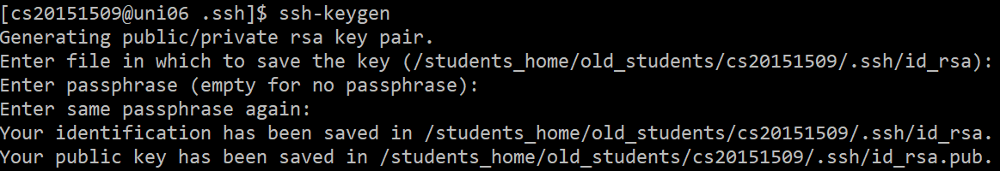 [cs20151509@uni06 .ssh]$ ssh-keygen
Generating public/private rsa key pair.
Enter file in which to save the key (/students_home/old_students/cs20151509/.ssh/id_rsa):
Enter passphrase (empty for no passphrase):
Enter same passphrase again:
Your identification has been saved in /students_home/old_students/cs20151509/.ssh/id_rsa.
Your public key has been saved in /students_home/old_students/cs20151509/.ssh/id_rsa.pub.